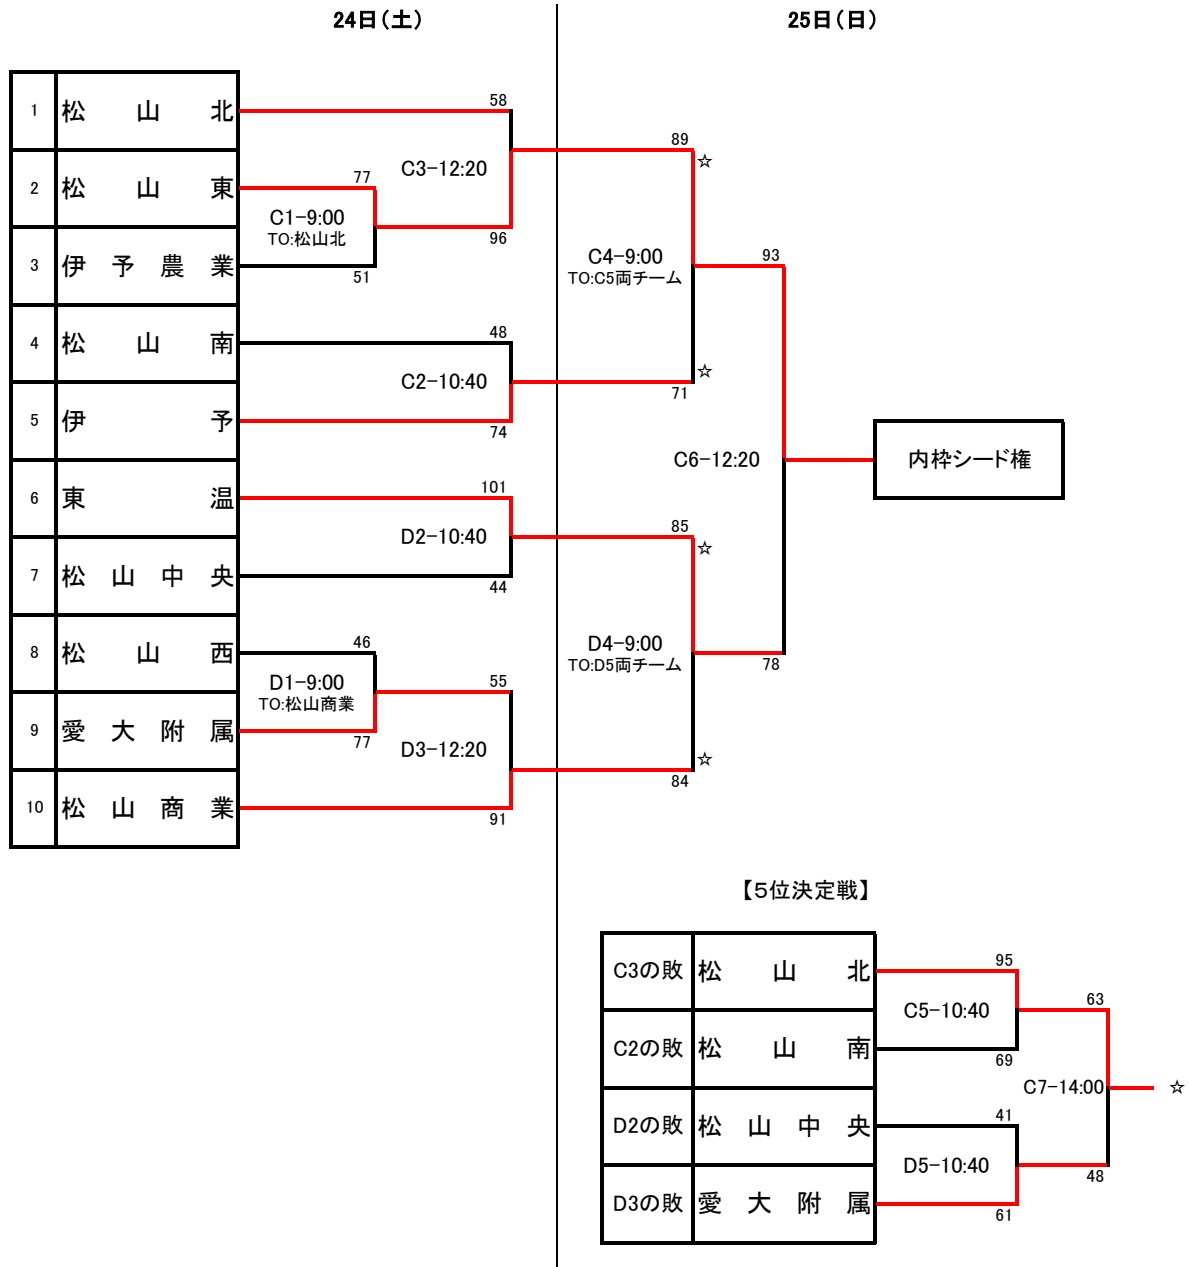 24日(土)
25日(日)
1 松山北
2 松山東
3 伊予農業
4 松山南
5 伊予
6 東温
7 松山中央
8 松山西
9 愛大附属
10 松山商業
58
C3-12:20
96
77
C1-9:00
TO:松山北
51
48
C2-10:40
74
101
D2-10:40
44
46
D1-9:00
TO:松山商業
77
55
D3-12:20
91
89
☆
C4-9:00
TO:C5両チーム
☆
71
85
☆
D4-9:00
TO:D5両チーム
☆
84
93
C6-12:20
78
内枠シード権
【5位決定戦】
C3の敗 松山北
C2の敗 松山南
D2の敗 松山中央
D3の敗 愛大附属
95
C5-10:40
69
41
D5-10:40
61
63
C7-14:00 ☆
48